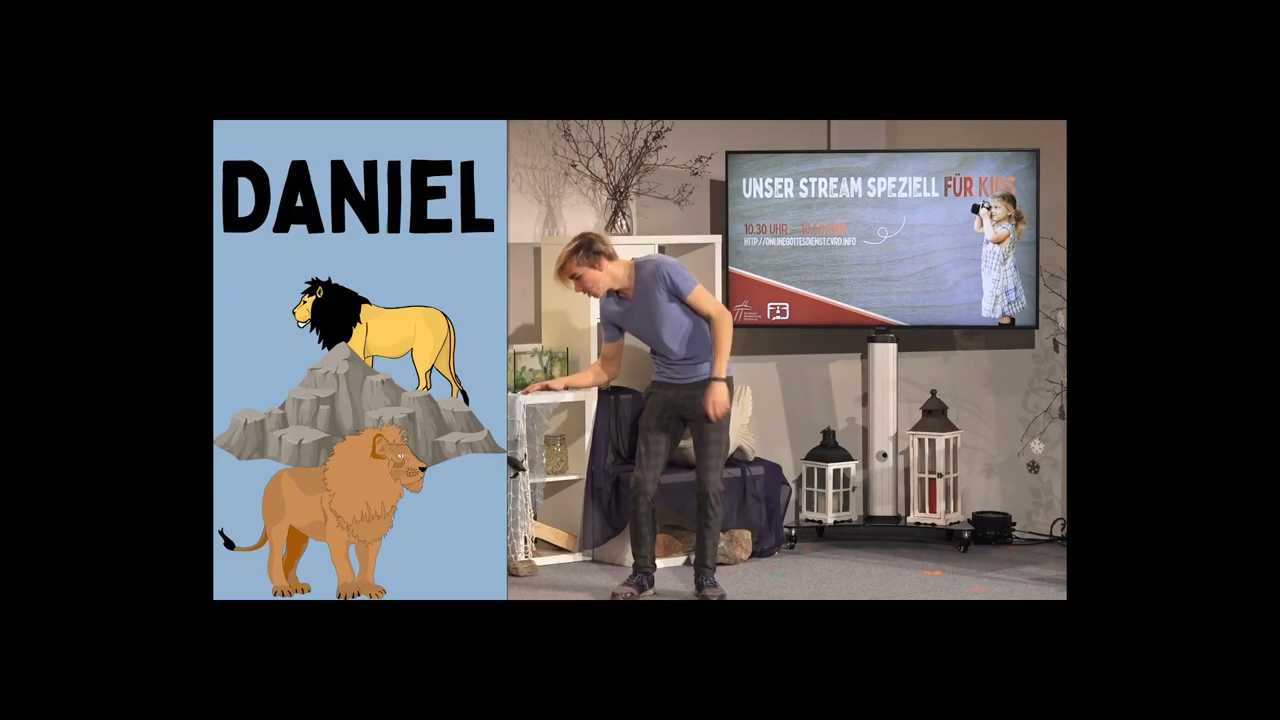 DANIEL
UNSER STREAM SPEZIELL FÜR KIDS
10.30 UHR
HTTP://ONLINEGOTTESDIENST.CVRD.INFO